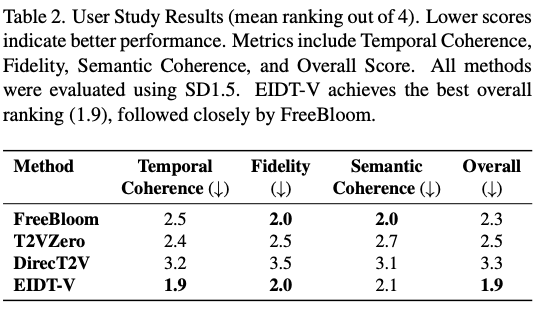 Table 2. User Study Results (mean ranking out of 4). Lower scores
indicate better performance. Metrics include Temporal Coherence,
Fidelity, Semantic Coherence, and Overall Score. All methods
were evaluated using SD1.5. EIDT-V achieves the best overall
ranking (1.9), followed closely by FreeBloom.
Method Temporal Fidelity Semantic Overall
Coherence (↓) (↓) Coherence (↓) (↓)
FreeBloom 2.5 2.0 2.0 2.3
T2VZero 2.4 2.5 2.7 2.5
DirecT2V 3.2 3.5 3.1 3.3
EIDT-V 1.9 2.0 2.1 1.9